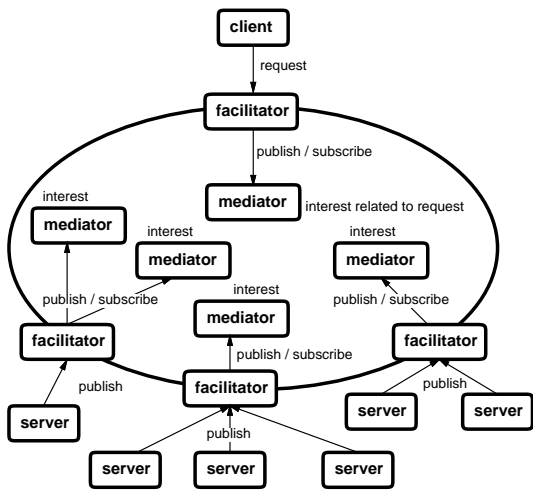 client
request
facilitator
publish / subscribe
interest
mediator
interest related to request
mediator
interest
mediator
interest
mediator
publish / subscribe
interest
publish / subscribe
mediator
facilitator
facilitator
publish / subscribe
facilitator
publish
publish
server
server
server
publish
server
server
server